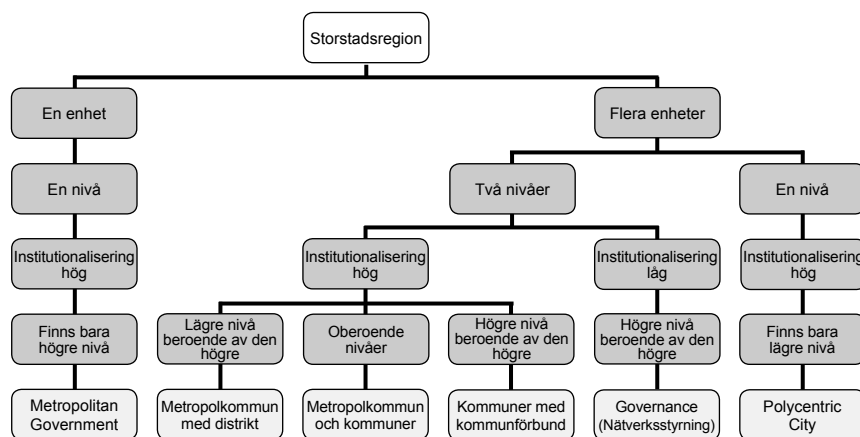 Storstadsregion
En enhet
Flera enheter
En nivå
Två nivåer
En nivå
Institutionalisering
hög
Institutionalisering
hög
Institutionalisering
låg
Institutionalisering
hög
Finns bara
högre nivå
Lägre nivå
beroende av den
högre
Oberoende
nivåer
Högre nivå
beroende av den
högre
Högre nivå
beroende av den
högre
Finns bara
lägre nivå
Metropolitan
Government
Metropolkommun
med distrikt
Metropolkommun
och kommuner
Kommuner med
kommunförbund
Governance
(Nätverksstyrning)
Polycentric
City